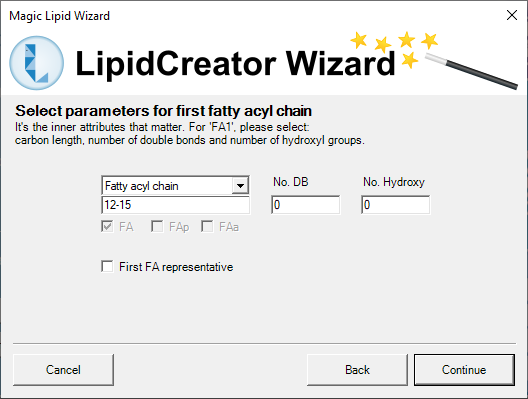 Magic Lipid Wizard
LipidCreator Wizard
Select parameters for first fatty acyl chain
It's the inner attributes that matter. For 'FA1', please select:
carbon length, number of double bonds and number of hydroxyl groups.
Fatty acyl chain
No. DB
No. Hydroxy
12-15
0
0
FA
FAp
FAa
First FA representative
Cancel
Back
Continue